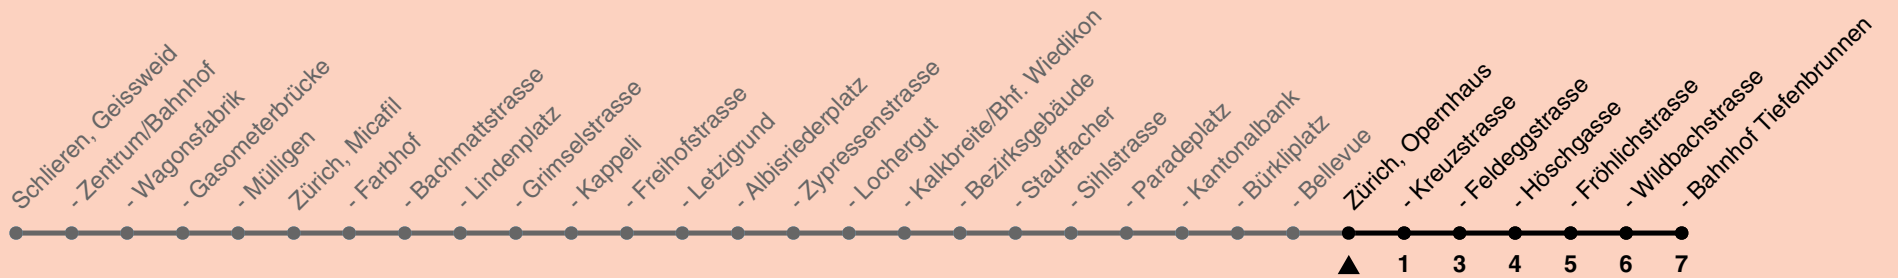 Schlieren, Geissweid
- Zentrum/Bahnhof
- Wagonsfabrik
- Gasometerbrücke
- Mülligen
Zürich, Micafil
- Farbhof
- Bachmattstrasse
- Lindenplatz
- Grimselstrasse
- Kappeli
- Freihofstrasse
- Letzigrund
- Albisriederplatz
- Zypressenstrasse
- Lochergut
- Kalkbreite/Bhf. Wiedikon
- Bezirksgebäude
- Stauffacher
- Sihlstrasse
- Paradeplatz
- Kantonalbank
- Bürkliplatz
- Bellevue
Zürich, Opernhaus
- Kreuzstrasse
- Feldeggstrasse
- Höschgasse
- Fröhlichstrasse
- Wildbachstrasse
- Bahnhof Tiefenbrunnen
1 3 4 5 6 7